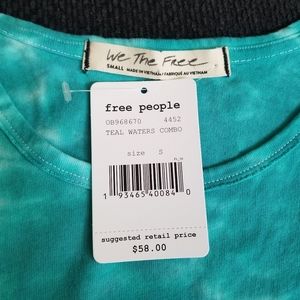 We The Free
SMALL MADE IN VIETNAM / FABRIQUÉ AU VIETNAM
free people
OB968670 4452
TEAL WATERS COMBO
size S
1 93465 40084 0
suggested retail price
$58.00